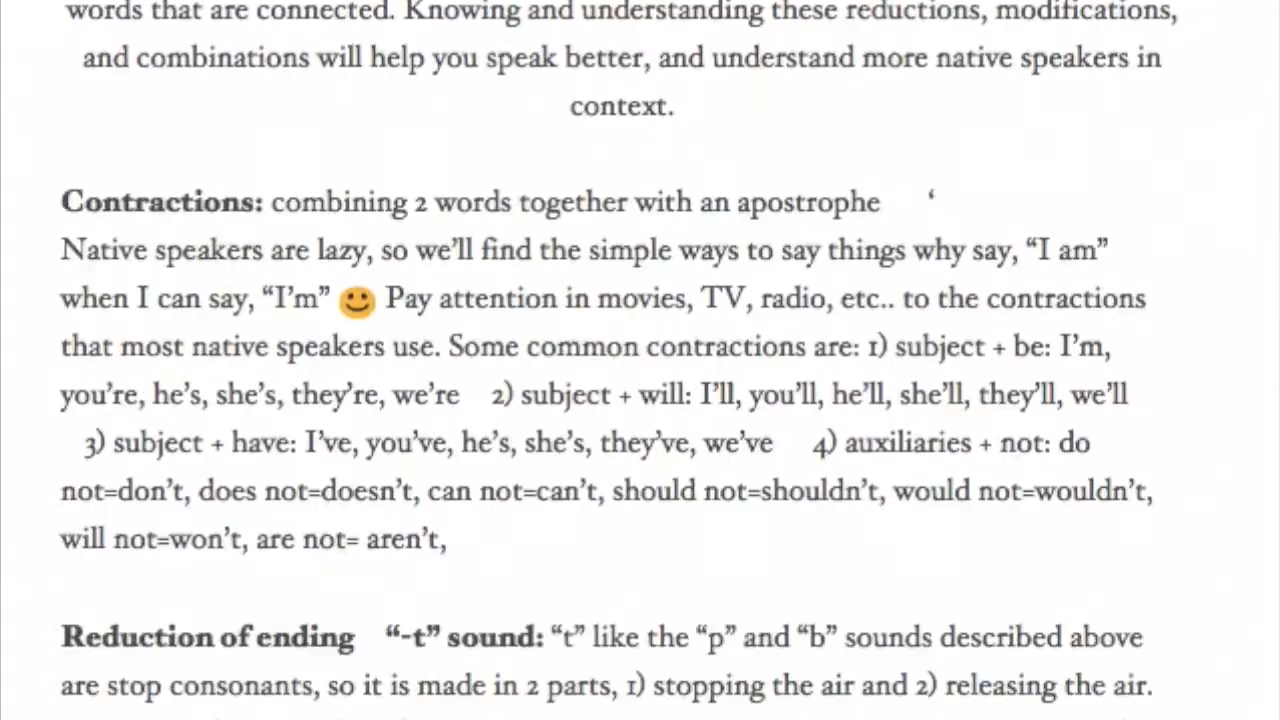 words that are connected. Knowing and understanding these reductions, modifications,
and combinations will help you speak better, and understand more native speakers in
context.
Contractions: combining 2 words together with an apostrophe ‘
Native speakers are lazy, so we’ll find the simple ways to say things why say, “I am”
when I can say, “I’m” 🙂 Pay attention in movies, TV, radio, etc.. to the contractions
that most native speakers use. Some common contractions are: 1) subject + be: I’m,
you’re, he’s, she’s, they’re, we’re 2) subject + will: I’ll, you’ll, he’ll, she’ll, they’ll, we’ll
3) subject + have: I’ve, you’ve, he’s, she’s, they’ve, we’ve 4) auxiliaries + not: do
not=don’t, does not=doesn’t, can not=can’t, should not=shouldn’t, would not=wouldn’t,
will not=won’t, are not= aren’t,
Reduction of ending “-t” sound: “t” like the “p” and “b” sounds described above
are stop consonants, so it is made in 2 parts, 1) stopping the air and 2) releasing the air.